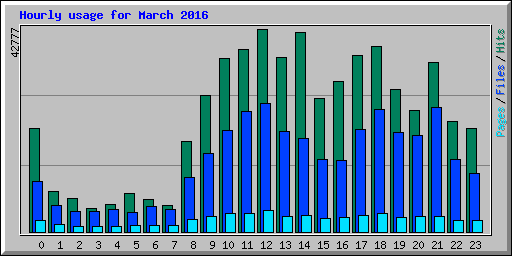 Hourly usage for March 2016
42777
Pages/Files/Hits
0 1 2 3 4 5 6 7 8 9 10 11 12 13 14 15 16 17 18 19 20 21 22 23